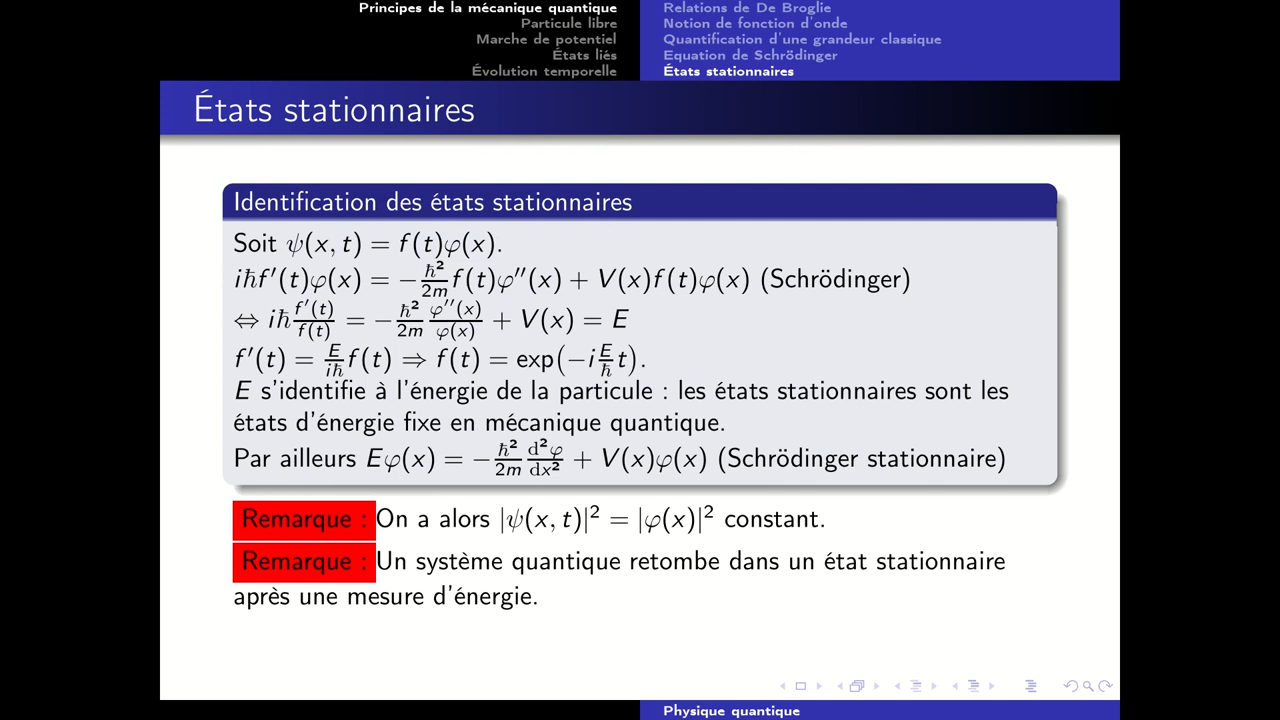 Principes de la mécanique quantique
Particule libre
Marche de potentiel
États liés
Évolution temporelle
Relations de De Broglie
Notion de fonction d'onde
Quantification d'une grandeur classique
Equation de Schrödinger
États stationnaires
États stationnaires
Identification des états stationnaires
Soit ψ(x, t) = f(t)φ(x).
iℏf′(t)φ(x) = −ℏ²/2m f(t)φ′′(x) + V(x)f(t)φ(x) (Schrödinger)
⇔ iℏ f′(t)/f(t) = −ℏ²/2m φ′′(x)/φ(x) + V(x) = E
f′(t) = E/iℏ f(t) ⇒ f(t) = exp(−i E/ℏ t).
E s'identifie à l'énergie de la particule : les états stationnaires sont les
états d'énergie fixe en mécanique quantique.
Par ailleurs Eφ(x) = −ℏ²/2m d²φ/dx² + V(x)φ(x) (Schrödinger stationnaire)
Remarque : On a alors |ψ(x, t)|² = |φ(x)|² constant.
Remarque : Un système quantique retombe dans un état stationnaire
après une mesure d'énergie.
Physique quantique